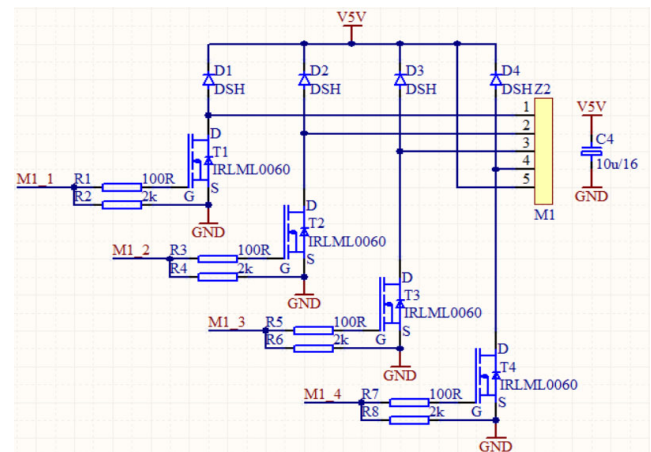 V5V
D1
DSH
D2
DSH
D3
DSH
D4
DSH
Z2
1
2
3
4
5
M1
V5V
C4
10u/16
GND
D
T1
IRLML0060
S
G
M1_1
R1
100R
R2
2k
GND
D
T2
IRLML0060
S
G
M1_2
R3
100R
R4
2k
GND
D
T3
IRLML0060
S
G
M1_3
R5
100R
R6
2k
GND
D
T4
IRLML0060
S
G
M1_4
R7
100R
R8
2k
GND